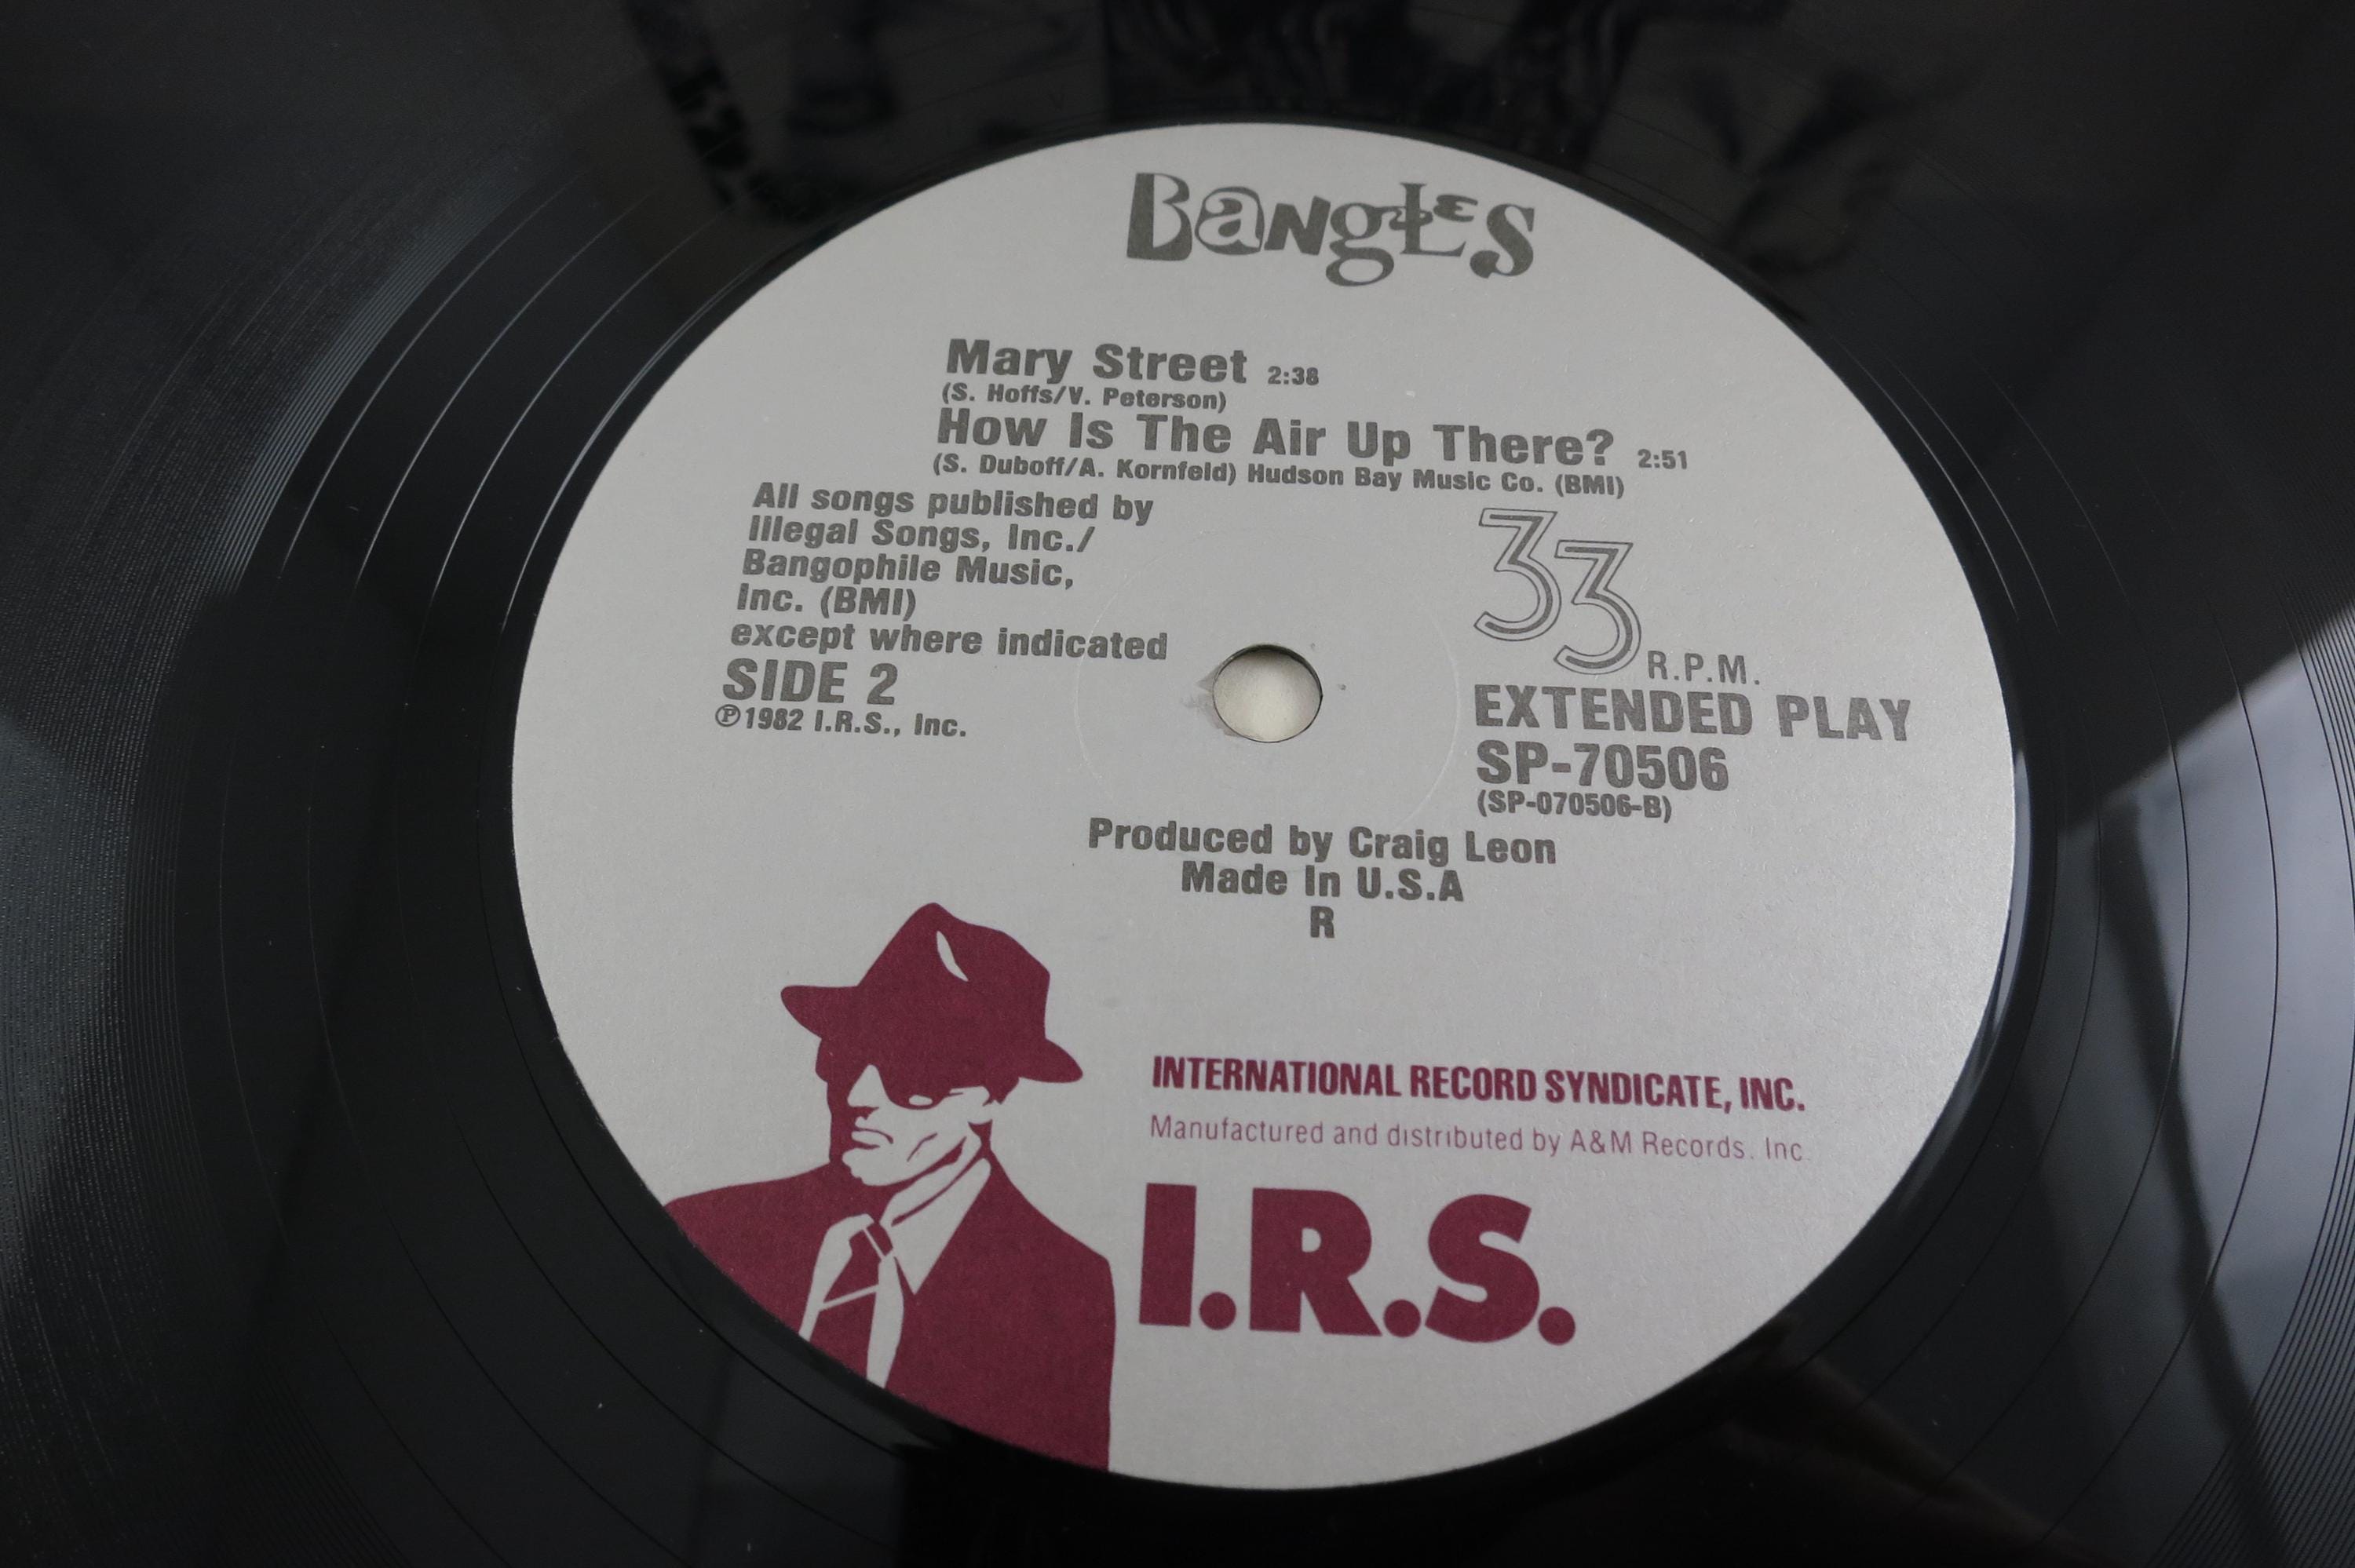 BANGLES
Mary Street 2:38
(S. Hoffs/V. Peterson)
How Is The Air Up There? 2:51
(S. Duboff/A. Kornfeld) Hudson Bay Music Co. (BMI)
All songs published by
Illegal Songs, Inc./
Bangophile Music,
Inc. (BMI)
except where indicated
SIDE 2
℗1982 I.R.S., Inc.
33 R.P.M.
EXTENDED PLAY
SP-70506
(SP-070506-B)
Produced by Craig Leon
Made In U.S.A
R
INTERNATIONAL RECORD SYNDICATE, INC.
Manufactured and distributed by A&M Records, Inc.
I.R.S.